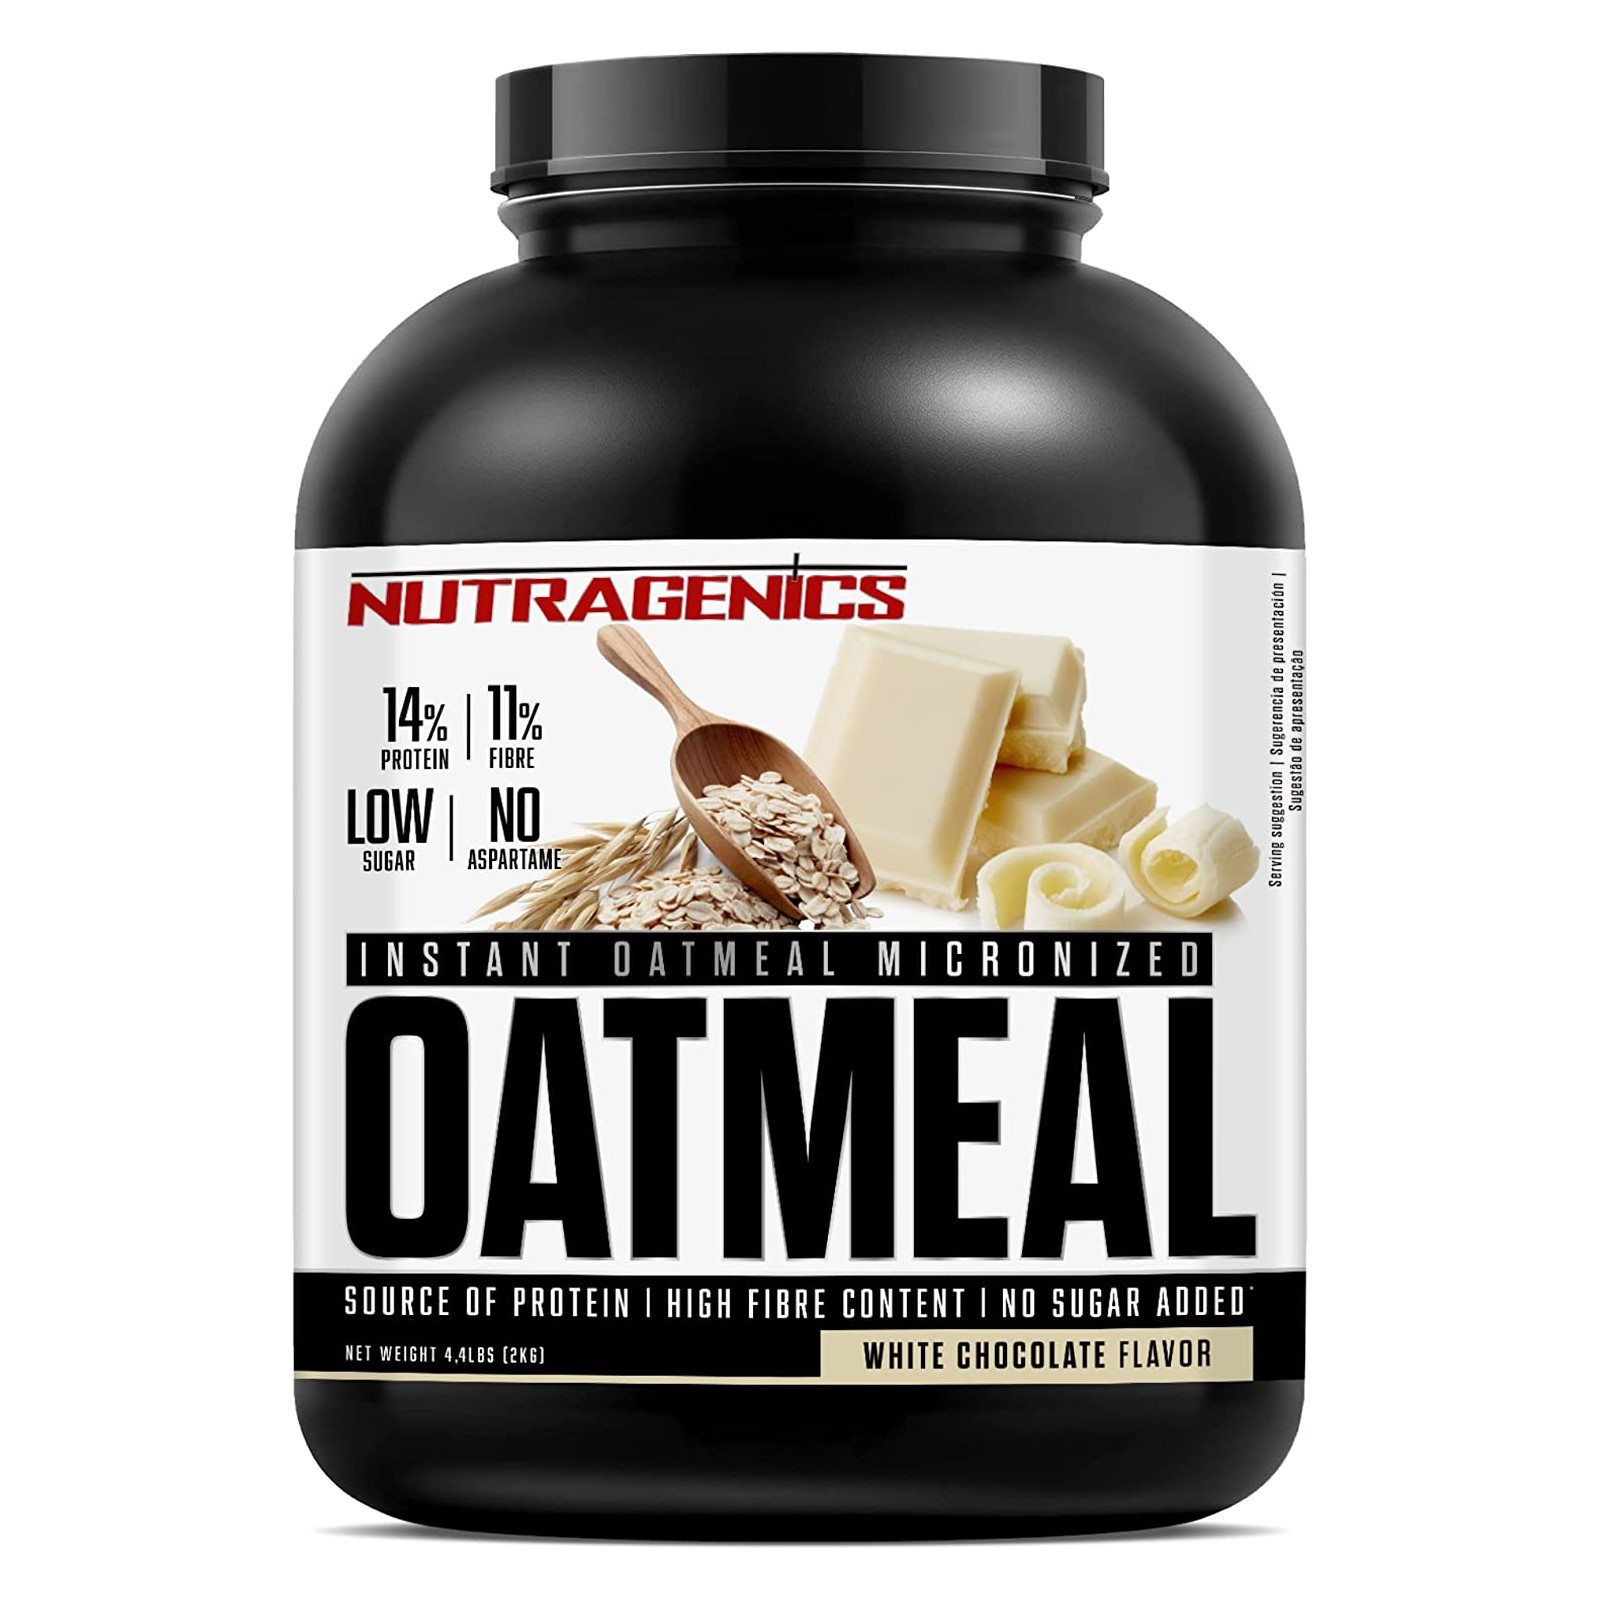 NUTRAGENICS
14% PROTEIN | 11% FIBRE
LOW SUGAR | NO ASPARTAME
Serving suggestion | Sugerencia de presentación |
Sugestão de apresentação
INSTANT OATMEAL MICRONIZED
OATMEAL
SOURCE OF PROTEIN | HIGH FIBRE CONTENT | NO SUGAR ADDED*
NET WEIGHT 4,4LBS (2KG)
WHITE CHOCOLATE FLAVOR